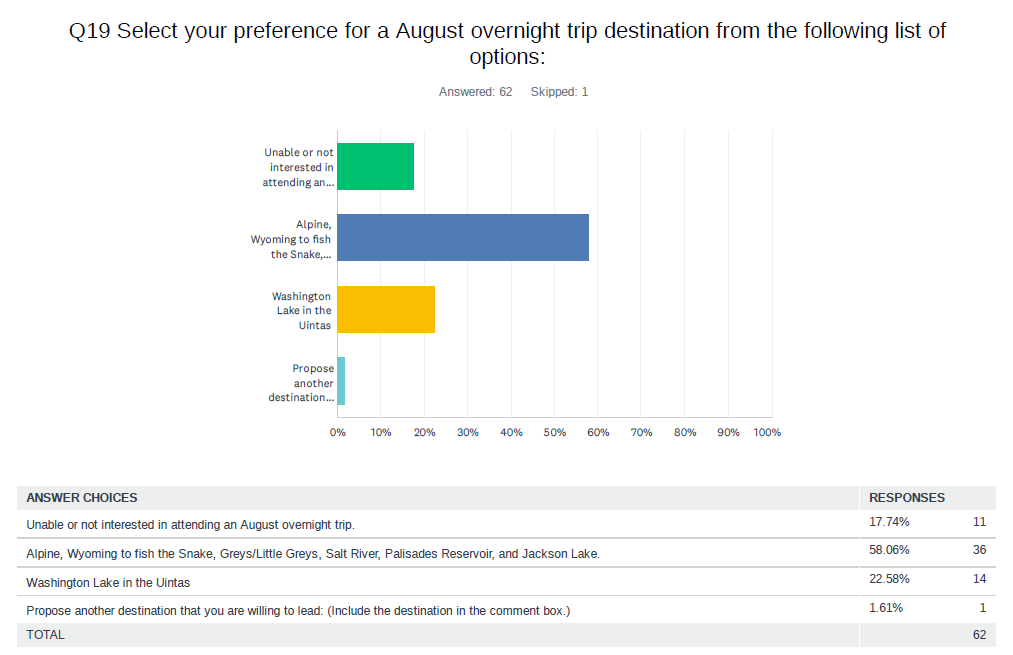 Q19 Select your preference for a August overnight trip destination from the following list of
options:
Answered: 62 Skipped: 1
Unable or not
interested in
attending an...
Alpine,
Wyoming to fish
the Snake,...
Washington
Lake in the
Uintas
Propose
another
destination...
0% 10% 20% 30% 40% 50% 60% 70% 80% 90% 100%
ANSWER CHOICES RESPONSES
Unable or not interested in attending an August overnight trip. 17.74% 11
Alpine, Wyoming to fish the Snake, Greys/Little Greys, Salt River, Palisades Reservoir, and Jackson Lake. 58.06% 36
Washington Lake in the Uintas 22.58% 14
Propose another destination that you are willing to lead: (Include the destination in the comment box.) 1.61% 1
TOTAL 62